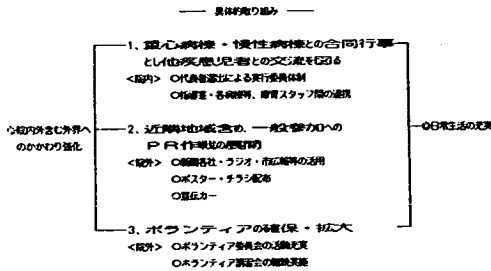 具体的取り組み
1、重心病棟・慢性病棟との合同行事
とし他疾患児者との交流を図る
<院内> ○代表者選出による実行委員体制
○指導室・各病棟等、療育スタッフ間の連携
◇院内外含む外界へ
のかかわり強化
2、近隣地域含め、一般参加への
PR作戦の展開
<院外> ○新聞各社・ラジオ・市広報等の活用
○ポスター・チラシ配布
○宣伝カー
◇日常生活の充実
3、ボランティアの確保・拡大
<院外> ○ボランティア委員会の活動充実
○ボランティア講習会の継続実施